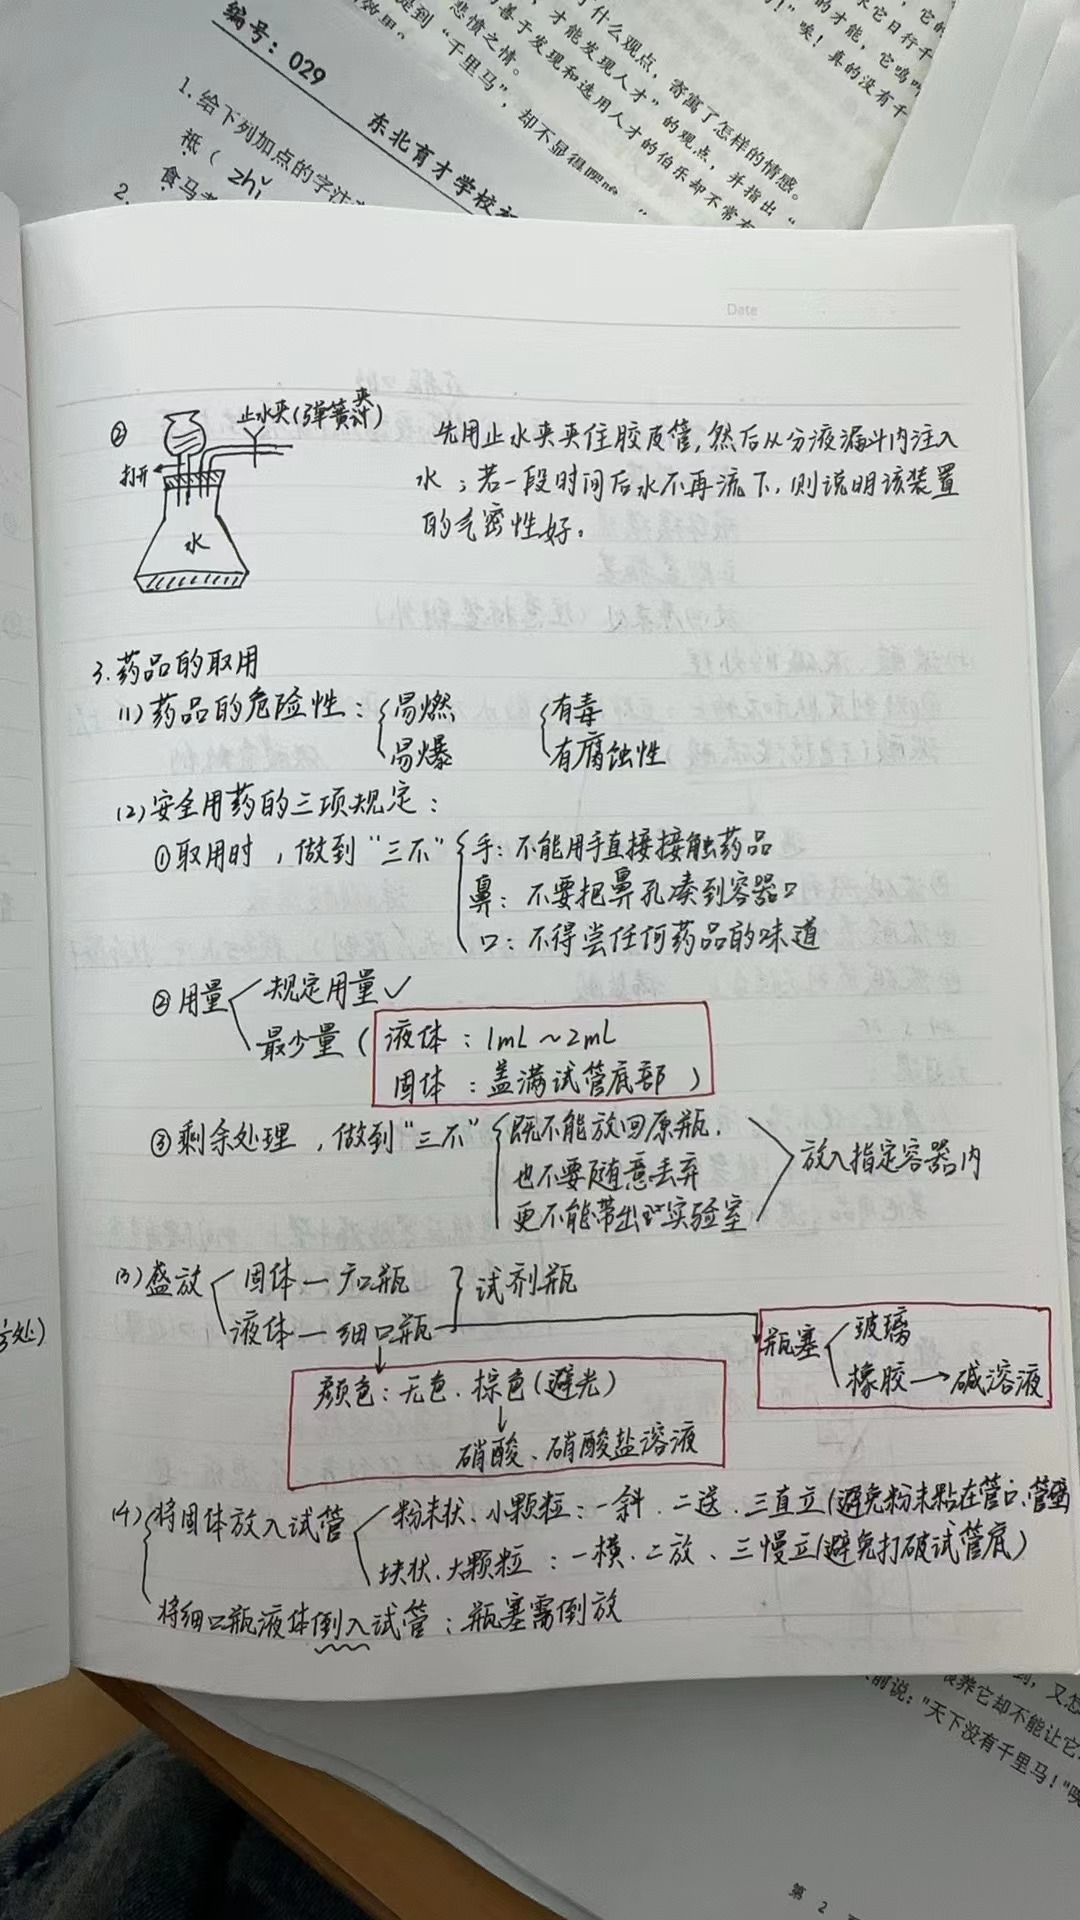 编号：029
东北育才学校
1.给下列加点的字注
祗（zhǐ
2.
食马者
什么观点，寄寓了怎样的情感。
才能发现人才"的观点，并指出"
的善于发现和选用人才的伯乐却不常有
悲愤之情。
提到"千里马"，却不显得
效果。
Date
② 止水夹(弹簧夹)
打开
水
先用止水夹夹住胶皮管,然后从分液漏斗内注入
水；若一段时间后水不再流下,则说明该装置
的气密性好。
3.药品的取用
(1)药品的危险性：易燃 有毒
易爆 有腐蚀性
(2)安全用药的三项规定：
①取用时，做到"三不" 手：不能用手直接接触药品
鼻：不要把鼻孔凑到容器口
口：不得尝任何药品的味道
②用量 规定用量✓
最少量（液体：1mL～2mL
固体：盖满试管底部）
③剩余处理，做到"三不" 既不能放回原瓶.
也不要随意丢弃
更不能带出实验室
放入指定容器内
(3)盛放 固体—广口瓶 试剂瓶
液体—细口瓶
瓶塞 玻璃
橡胶→碱溶液
颜色：无色、棕色(避光)
硝酸、硝酸盐溶液
(4)将固体放入试管 粉末状、小颗粒：一斜、二送、三直立(避免粉末黏在管口、管壁
块状、大颗粒：一横、二放、三慢立(避免打破试管底)
将细口瓶液体倒入试管：瓶塞需倒放
处)
养它却不能让它
前说："天下没有千里马！"
第 2